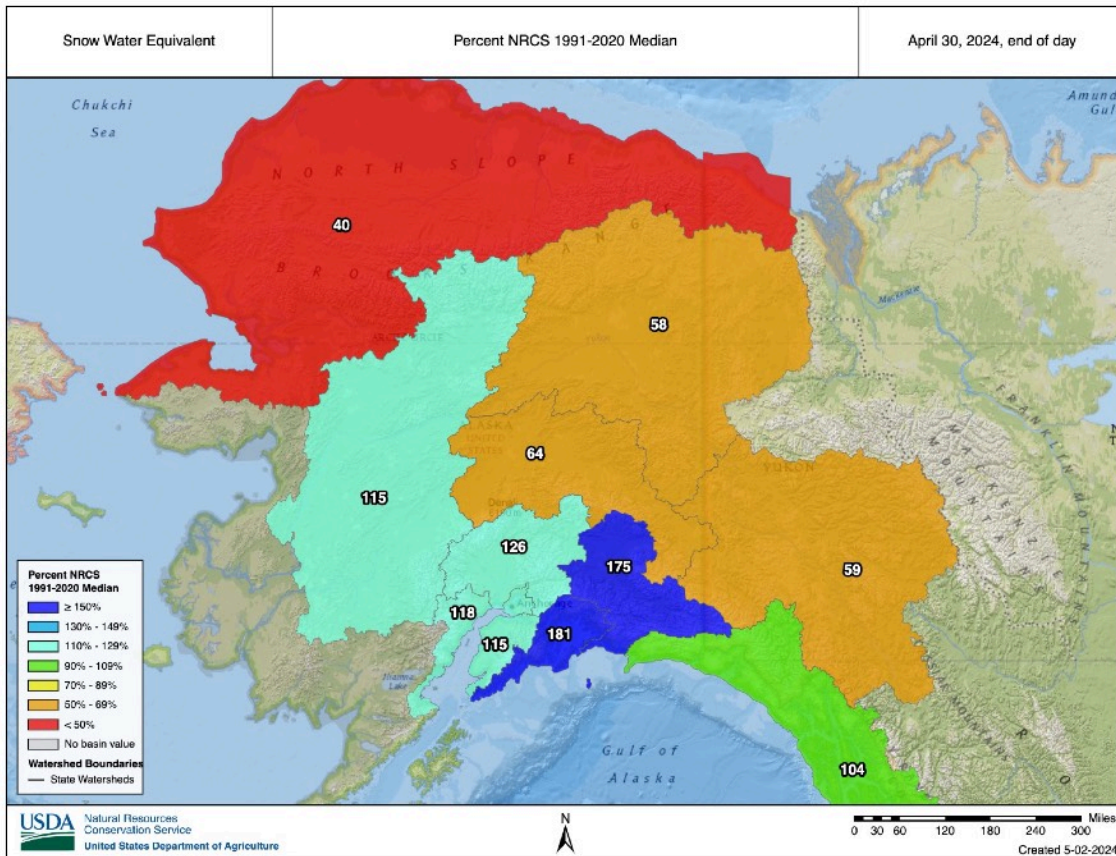 Snow Water Equivalent
Percent NRCS 1991-2020 Median
April 30, 2024, end of day
Chukchi
Sea
NORTH SLOPE
40
58
64
115
126
175
59
118
115
181
104
YUKON
Mackenzie
FRANKLIN MOUNTAINS
Gulf of
Alaska
Percent NRCS
1991-2020 Median
≥ 150%
130% - 149%
110% - 129%
90% - 109%
70% - 89%
50% - 69%
< 50%
No basin value
Watershed Boundaries
State Watersheds
USDA
Natural Resources
Conservation Service
United States Department of Agriculture
N
Miles
0 30 60 120 180 240 300
Created 5-02-2024